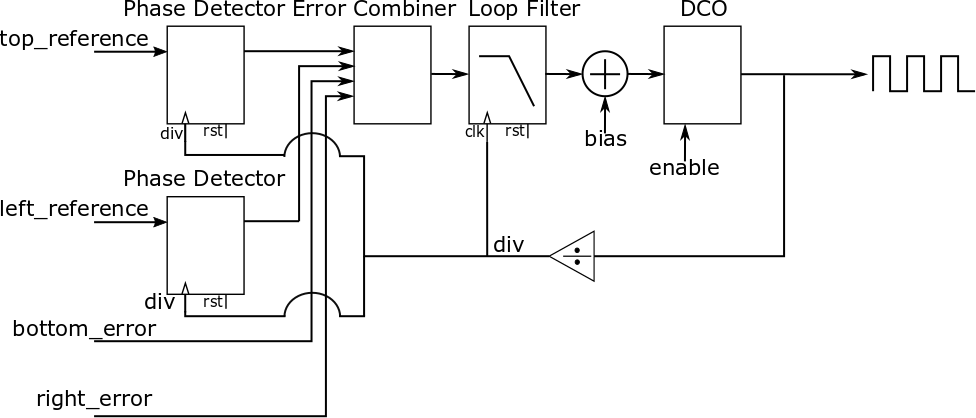 Phase Detector Error Combiner Loop Filter DCO
top_reference
div rst|
clk rst|
bias
enable
Phase Detector
left_reference
div
div rst|
bottom_error
right_error